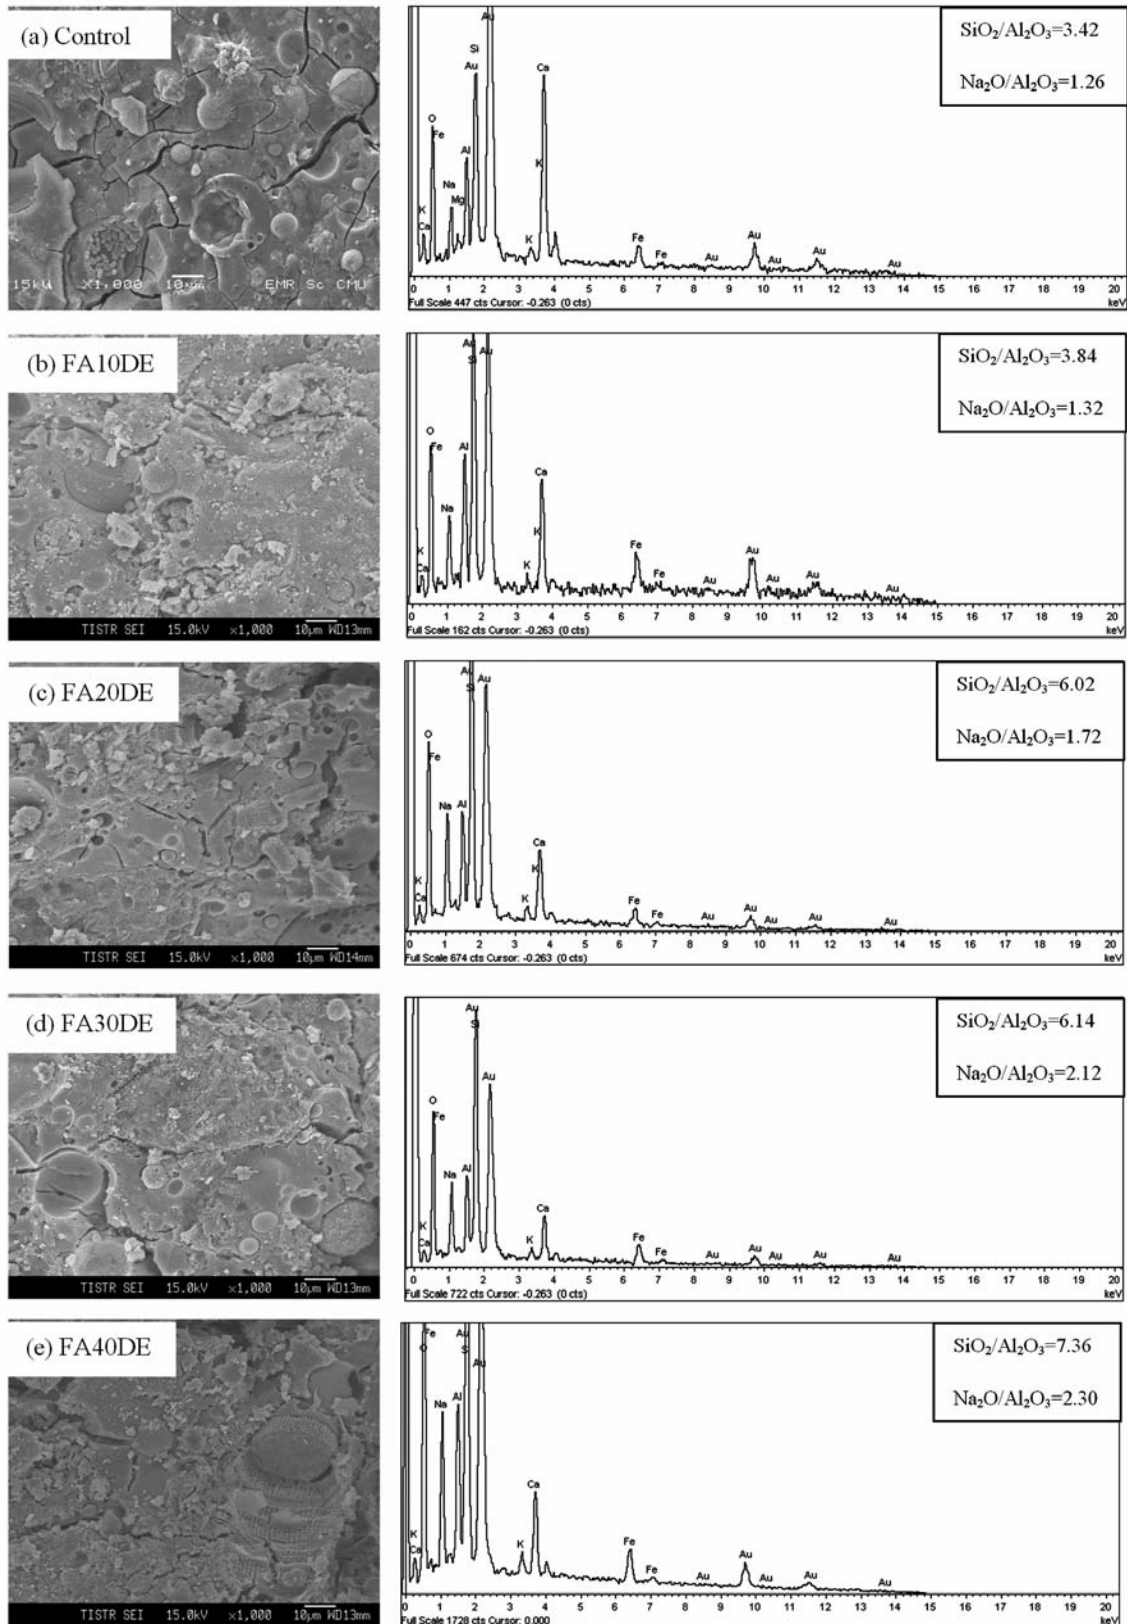 (a) Control
15kV ×1,000 10μm EMR Sc CMU
O
Fe
K
Ca
Na
Mg
Al
Si
Au
Au
Ca
K
K
Fe
Fe
Au
Au
Au
Au
Au
SiO₂/Al₂O₃=3.42
Na₂O/Al₂O₃=1.26
0 1 2 3 4 5 6 7 8 9 10 11 12 13 14 15 16 17 18 19 20
Full Scale 447 cts Cursor: -0.263 (0 cts) keV
(b) FA10DE
TISTR SEI 15.0kV ×1,000 10μm WD13mm
O
Fe
K
Ca
Na
Al
Si
Au
Ca
K
K
Fe
Fe
Au
Au
Au
Au
Au
SiO₂/Al₂O₃=3.84
Na₂O/Al₂O₃=1.32
0 1 2 3 4 5 6 7 8 9 10 11 12 13 14 15 16 17 18 19 20
Full Scale 162 cts Cursor: -0.263 (0 cts) keV
(c) FA20DE
TISTR SEI 15.0kV ×1,000 10μm WD14mm
O
Fe
K
Ca
Na
Al
Si
Au
Ca
K
K
Fe
Fe
Au
Au
Au
Au
Au
SiO₂/Al₂O₃=6.02
Na₂O/Al₂O₃=1.72
0 1 2 3 4 5 6 7 8 9 10 11 12 13 14 15 16 17 18 19 20
Full Scale 674 cts Cursor: -0.263 (0 cts) keV
(d) FA30DE
TISTR SEI 15.0kV ×1,000 10μm WD13mm
O
Fe
K
Ca
Na
Al
Au
Si
Au
Ca
K
Fe
Fe
Au
Au
Au
Au
Au
SiO₂/Al₂O₃=6.14
Na₂O/Al₂O₃=2.12
0 1 2 3 4 5 6 7 8 9 10 11 12 13 14 15 16 17 18 19 20
Full Scale 722 cts Cursor: -0.263 (0 cts) keV
(e) FA40DE
TISTR SEI 15.0kV ×1,000 10μm WD13mm
Fe
O
K
Ca
Na
Al
Au
S
Au
Ca
K
Fe
Fe
Au
Au
Au
Au
Au
SiO₂/Al₂O₃=7.36
Na₂O/Al₂O₃=2.30
0 1 2 3 4 5 6 7 8 9 10 11 12 13 14 15 16 17 18 19 20
Full Scale 1728 cts Cursor: 0.000 keV